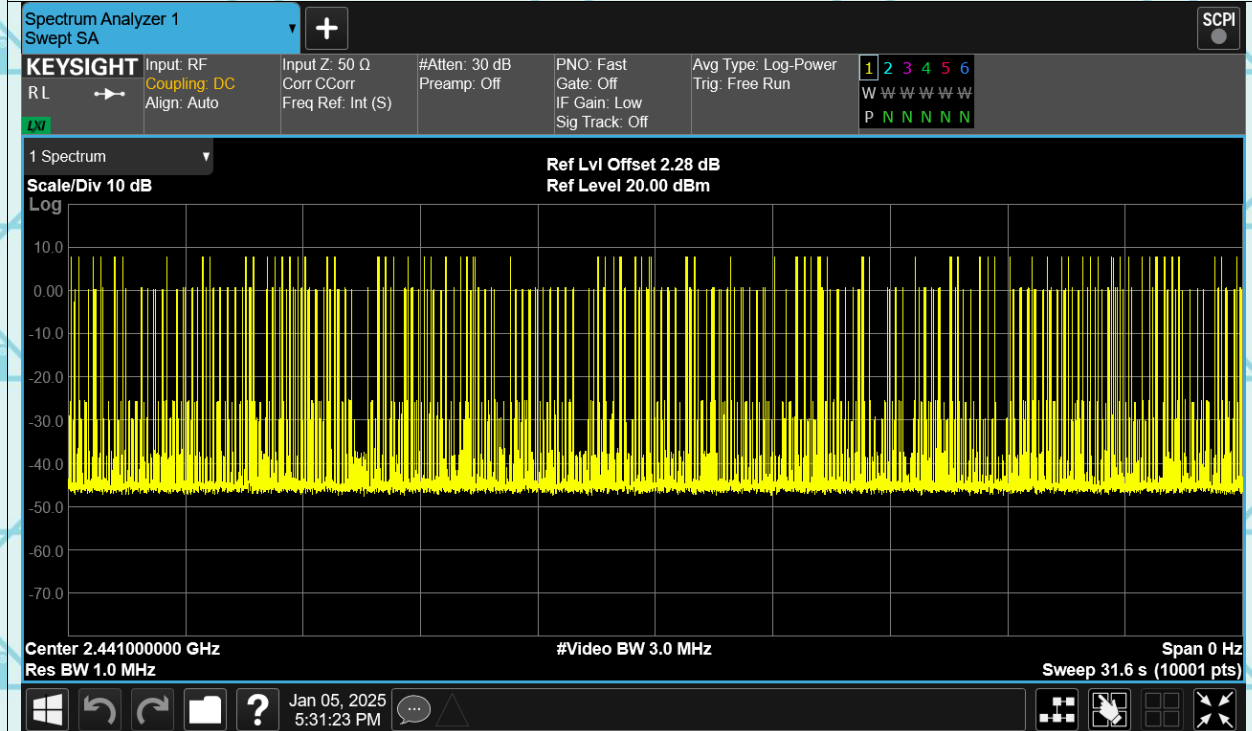 Spectrum Analyzer 1
Swept SA
SCPI
KEYSIGHT
RL
LXI
Input: RF
Coupling: DC
Align: Auto
Input Z: 50 Ω
Corr CCorr
Freq Ref: Int (S)
#Atten: 30 dB
Preamp: Off
PNO: Fast
Gate: Off
IF Gain: Low
Sig Track: Off
Avg Type: Log-Power
Trig: Free Run
1 2 3 4 5 6
W W W W W W
P N N N N N
1 Spectrum
Scale/Div 10 dB
Ref Lvl Offset 2.28 dB
Ref Level 20.00 dBm
Log
10.0
0.00
-10.0
-20.0
-30.0
-40.0
-50.0
-60.0
-70.0
Center 2.441000000 GHz
#Video BW 3.0 MHz
Span 0 Hz
Res BW 1.0 MHz
Sweep 31.6 s (10001 pts)
?
Jan 05, 2025
5:31:23 PM